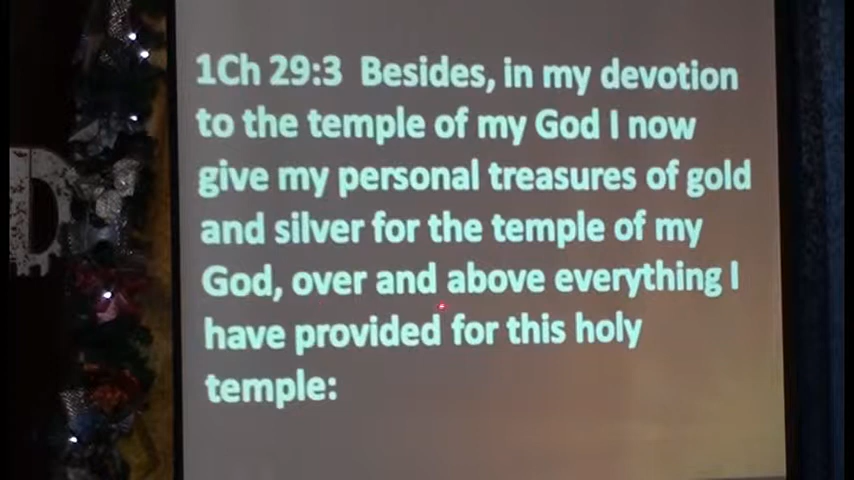 1Ch 29:3  Besides, in my devotion
to the temple of my God I now
give my personal treasures of gold
and silver for the temple of my
God, over and above everything I
have provided for this holy
temple:
D